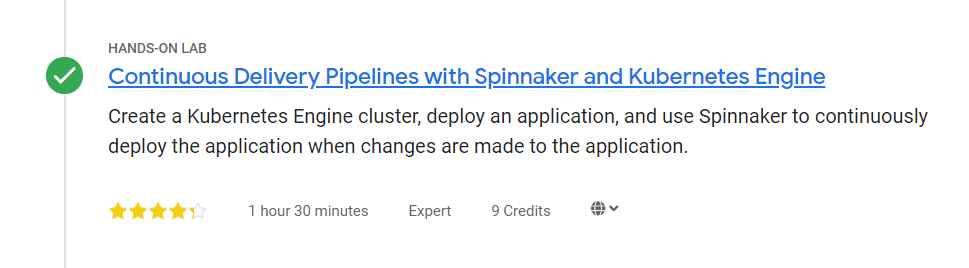 HANDS-ON LAB
Continuous Delivery Pipelines with Spinnaker and Kubernetes Engine
Create a Kubernetes Engine cluster, deploy an application, and use Spinnaker to continuously
deploy the application when changes are made to the application.
1 hour 30 minutes Expert 9 Credits